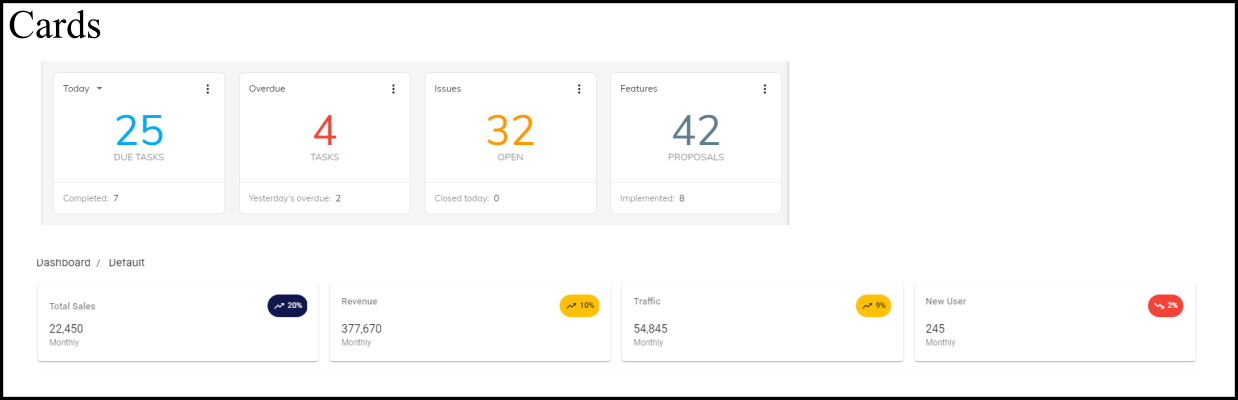 Cards
Today Overdue Issues Features
25 4 32 42
DUE TASKS TASKS OPEN PROPOSALS
Completed: 7 Yesterday's overdue: 2 Closed today: 0 Implemented: 8
Dashboard / Default
Total Sales 20% Revenue 10% Traffic 9% New User 2%
22,450 377,670 54,845 245
Monthly Monthly Monthly Monthly